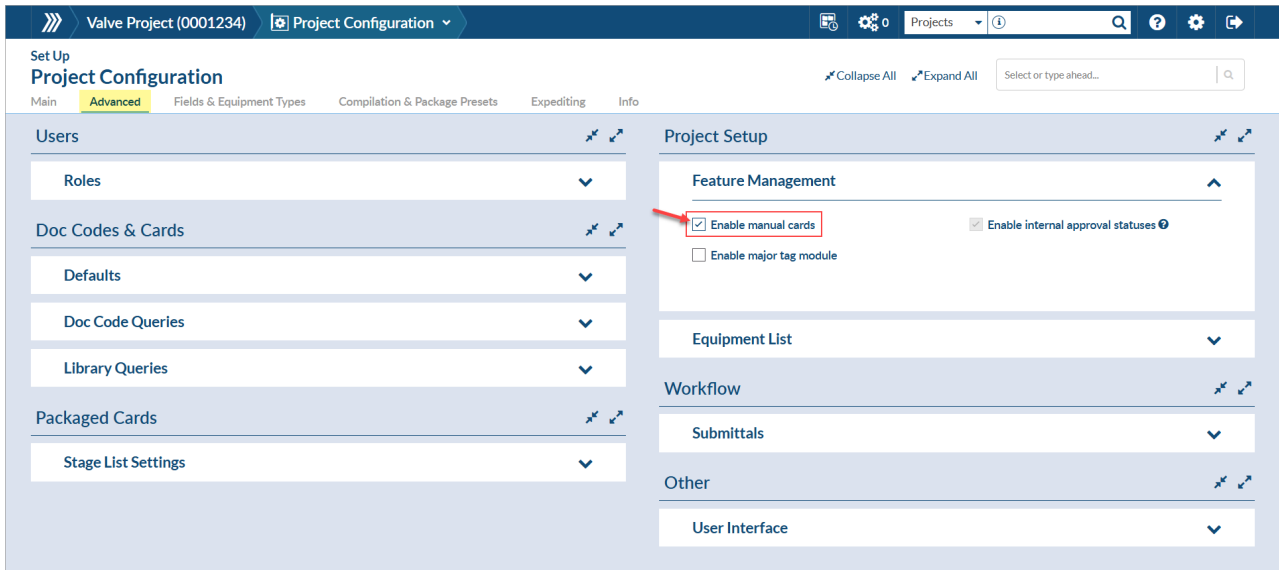 Valve Project (0001234)
Project Configuration
0
Projects
Set Up
Project Configuration
Collapse All
Expand All
Select or type ahead...
Main
Advanced
Fields & Equipment Types
Compilation & Package Presets
Expediting
Info
Users
Roles
Doc Codes & Cards
Defaults
Doc Code Queries
Library Queries
Packaged Cards
Stage List Settings
Project Setup
Feature Management
Enable manual cards
Enable internal approval statuses
Enable major tag module
Equipment List
Workflow
Submittals
Other
User Interface